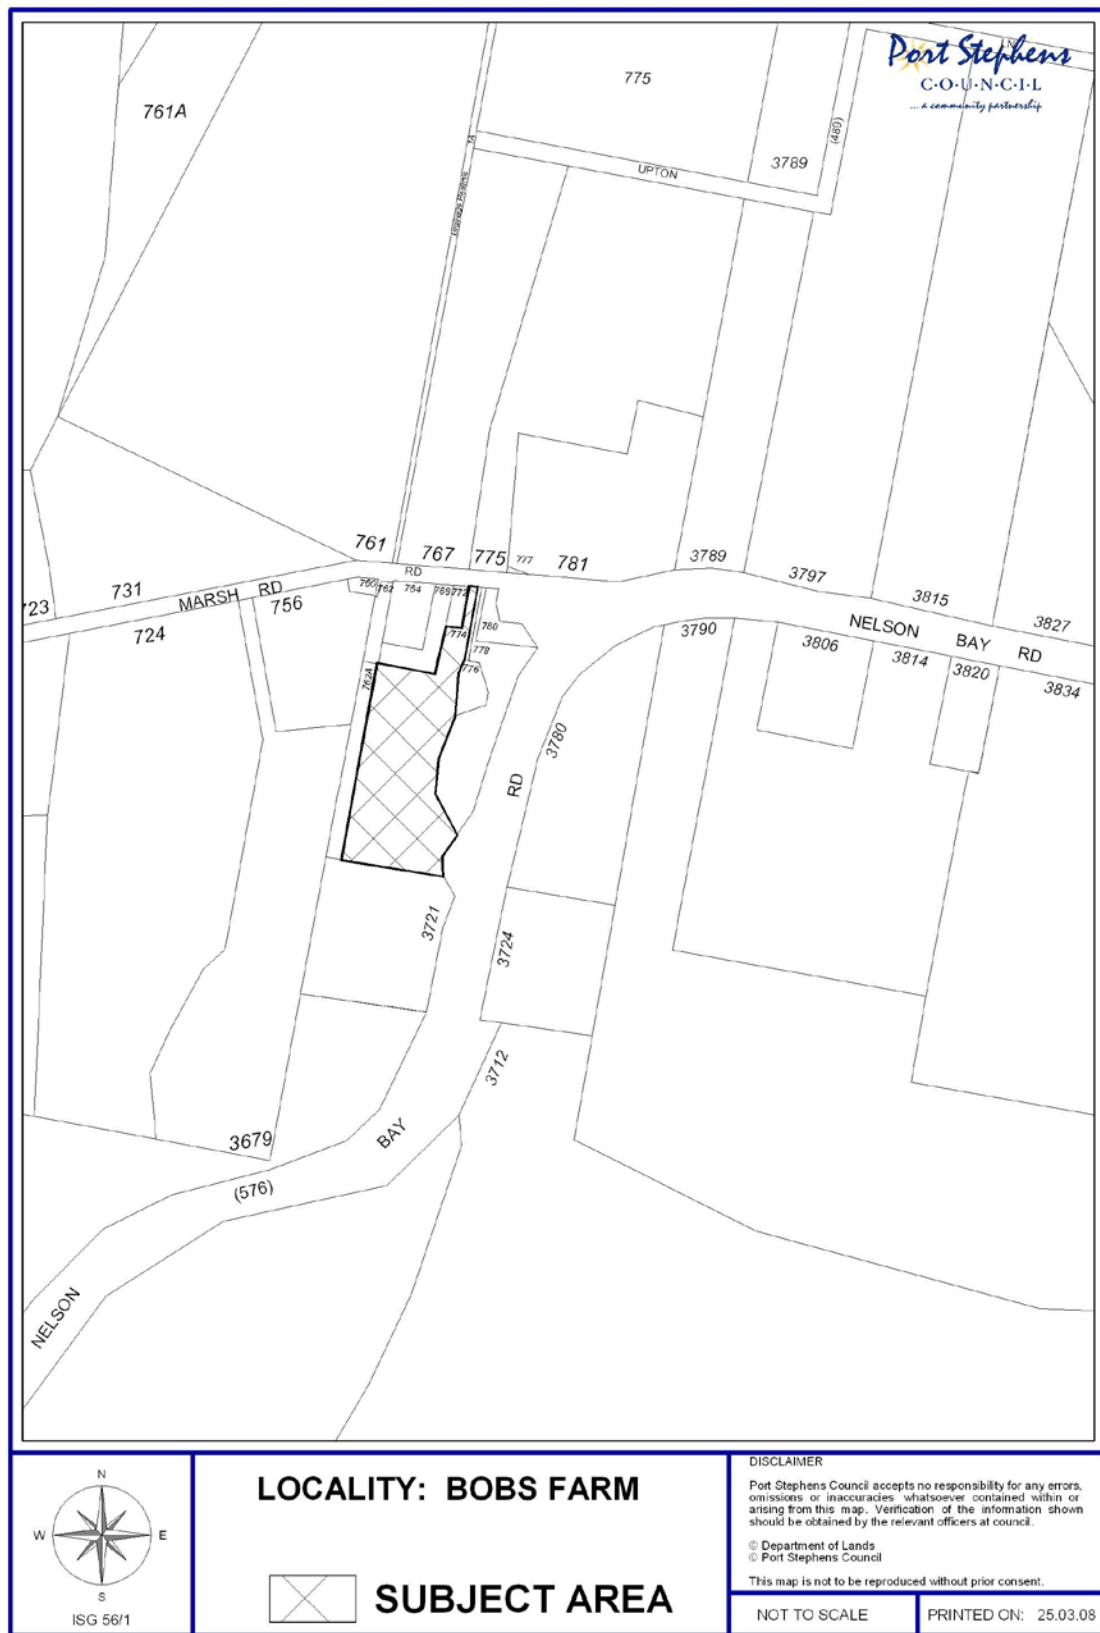 Port Stephens
C·O·U·N·C·I·L
... a community partnership
775
761A
(489)
3789
UPTON
761
767
775
777
781
3789
RD
3797
731
MARSH RD
760
762
764
769
772
3815
723
756
724
774
780
778
776
762A
3790
NELSON BAY RD
3827
3806
3814
3820
3834
3780
RD
3721
3724
3712
3679
BAY
(576)
NELSON
N
W
E
S
ISG 56/1
LOCALITY: BOBS FARM
SUBJECT AREA
DISCLAIMER
Port Stephens Council accepts no responsibility for any errors,
omissions or inaccuracies whatsoever contained within or
arising from this map. Verification of the information shown
should be obtained by the relevant officers at council.
© Department of Lands
© Port Stephens Council
This map is not to be reproduced without prior consent.
NOT TO SCALE
PRINTED ON: 25.03.08